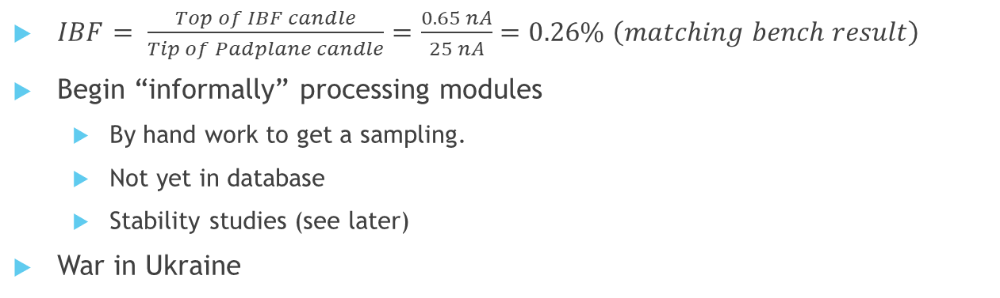 IBF = Top of IBF candle / Tip of Padplane candle = 0.65 nA / 25 nA = 0.26% (matching bench result)
Begin “informally” processing modules
By hand work to get a sampling.
Not yet in database
Stability studies (see later)
War in Ukraine